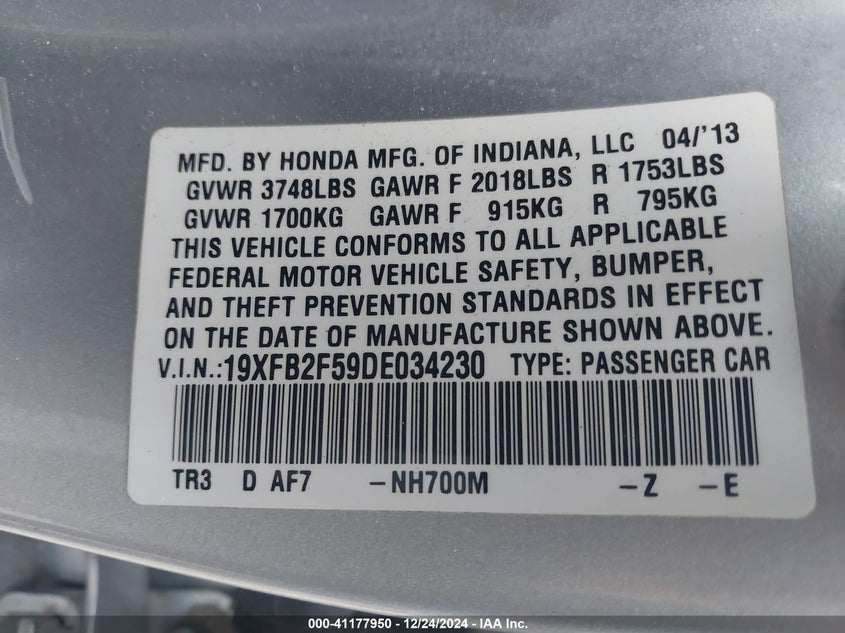 MFD. BY HONDA MFG. OF INDIANA, LLC 04/'13
GVWR 3748LBS GAWR F 2018LBS R 1753LBS
GVWR 1700KG GAWR F 915KG R 795KG
THIS VEHICLE CONFORMS TO ALL APPLICABLE
FEDERAL MOTOR VEHICLE SAFETY, BUMPER,
AND THEFT PREVENTION STANDARDS IN EFFECT
ON THE DATE OF MANUFACTURE SHOWN ABOVE.
V.I.N.:19XFB2F59DE034230 TYPE: PASSENGER CAR
TR3 D AF7 -NH700M -Z -E
000-41177950 - 12/24/2024 - IAA Inc.